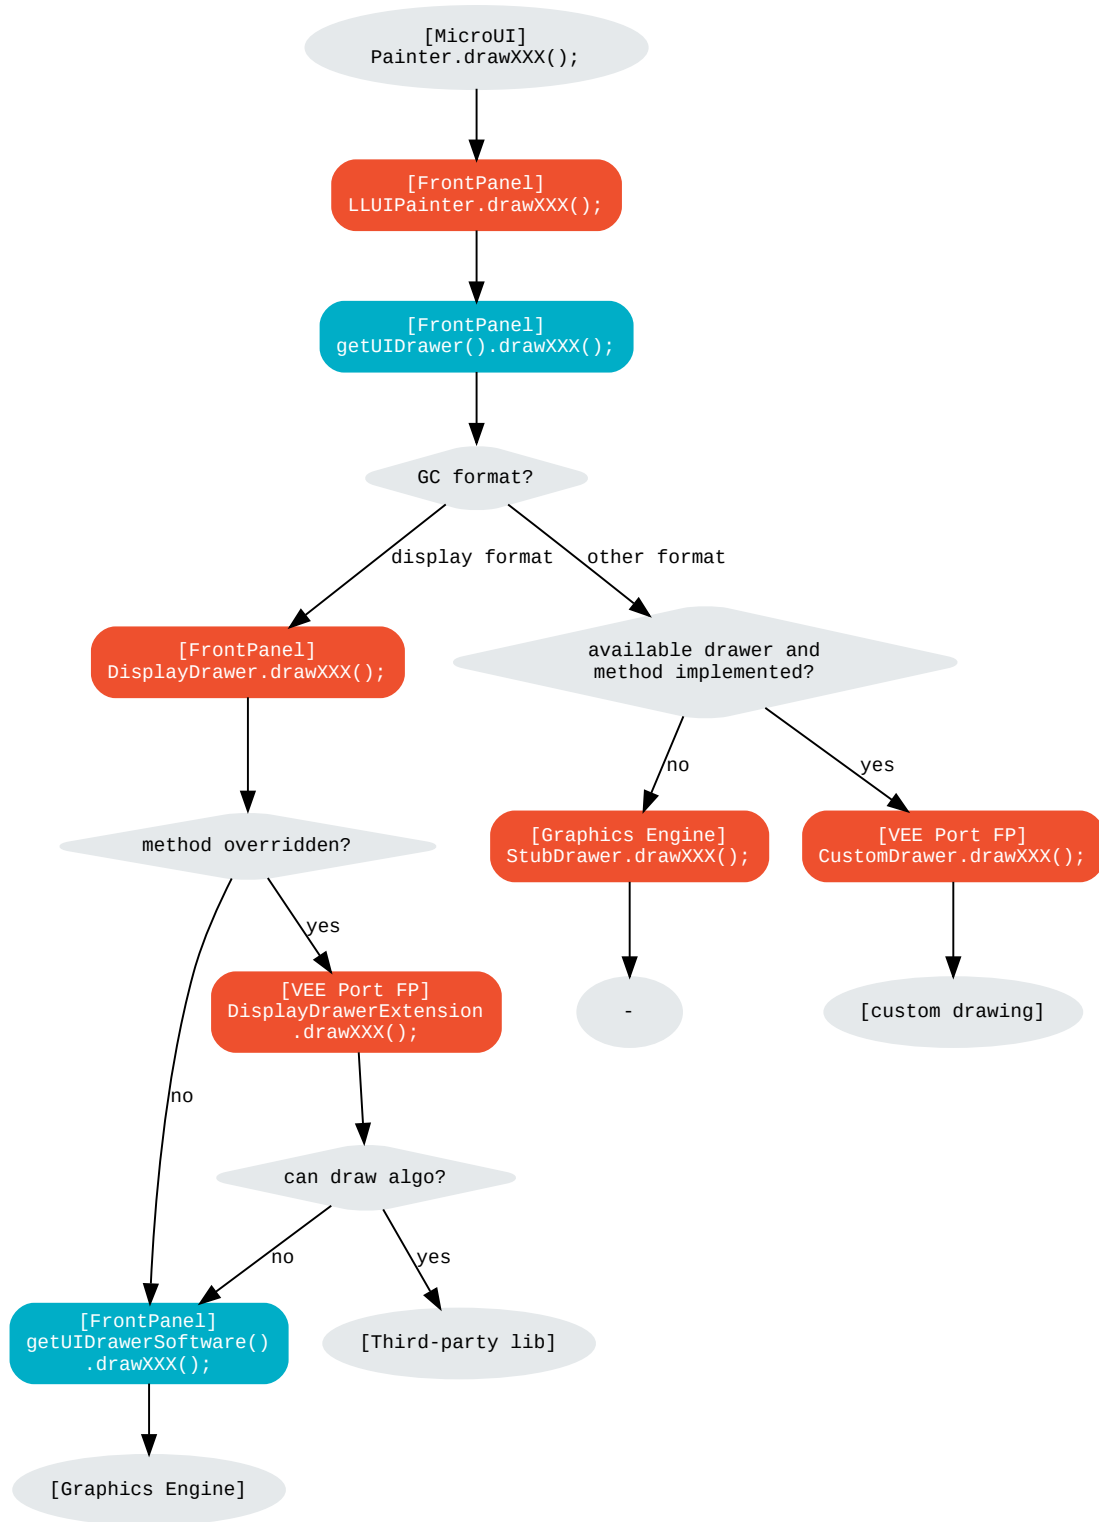 [MicroUI]
Painter.drawXXX();
[FrontPanel]
LLUIPainter.drawXXX();
[FrontPanel]
getUIDrawer().drawXXX();
GC format?
display format
other format
[FrontPanel]
DisplayDrawer.drawXXX();
available drawer and
method implemented?
no
yes
method overridden?
[Graphics Engine]
StubDrawer.drawXXX();
[VEE Port FP]
CustomDrawer.drawXXX();
yes
[VEE Port FP]
DisplayDrawerExtension
.drawXXX();
-
[custom drawing]
no
can draw algo?
no
yes
[FrontPanel]
getUIDrawerSoftware()
.drawXXX();
[Third-party lib]
[Graphics Engine]